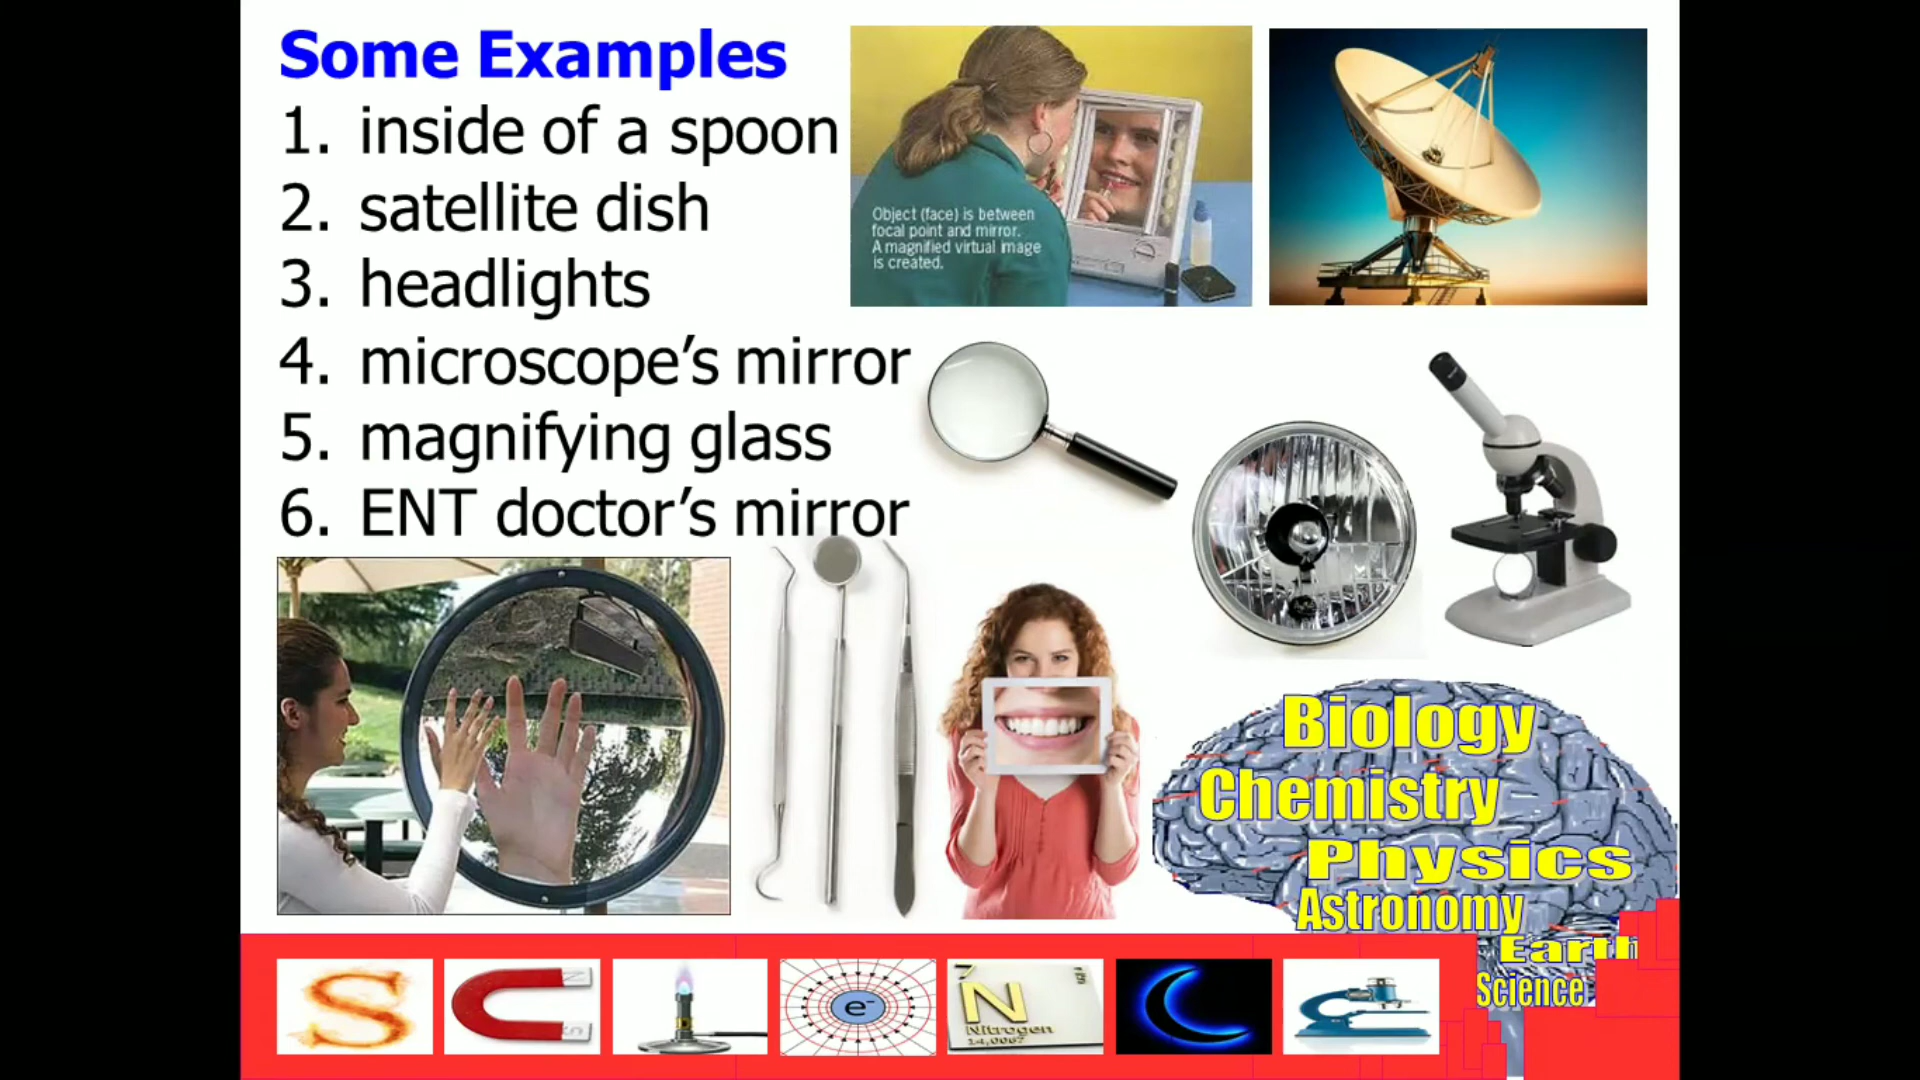 Some Examples
1. inside of a spoon
2. satellite dish
3. headlights
4. microscope’s mirror
5. magnifying glass
6. ENT doctor’s mirror
Object (face) is between
focal point and mirror.
A magnified virtual image
is created.
Biology
Chemistry
Physics
Astronomy
Earth
Science
S
N
S
e-
7
N
Nitrogen
14,0067